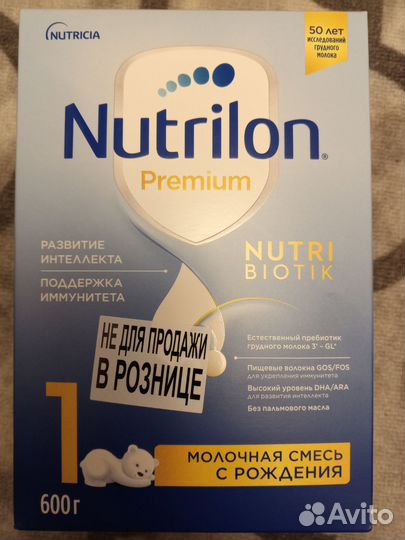 NUTRICIA
50 лет
исследований
грудного
молока
Nutrilon®
Premium
РАЗВИТИЕ
ИНТЕЛЛЕКТА
ПОДДЕРЖКА
ИММУНИТЕТА
NUTRI
BIOTIK
НЕ ДЛЯ ПРОДАЖИ
В РОЗНИЦЕ
Естественный пребиотик
грудного молока 3' – GL*
Пищевые волокна GOS/FOS
для укрепления иммунитета
Высокий уровень DHA/ARA
для развития интеллекта
Без пальмового масла
1
МОЛОЧНАЯ СМЕСЬ
С РОЖДЕНИЯ
600 г
Avito